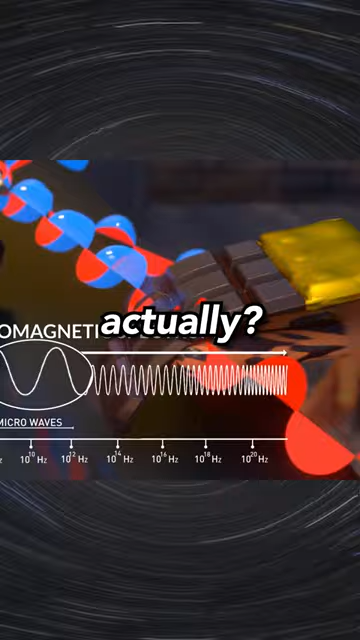 OMAGNETI
actually?
MICRO WAVES
z 10¹⁰ Hz 10¹² Hz 10¹⁴ Hz 10¹⁶ Hz 10¹⁸ Hz 10²⁰ Hz